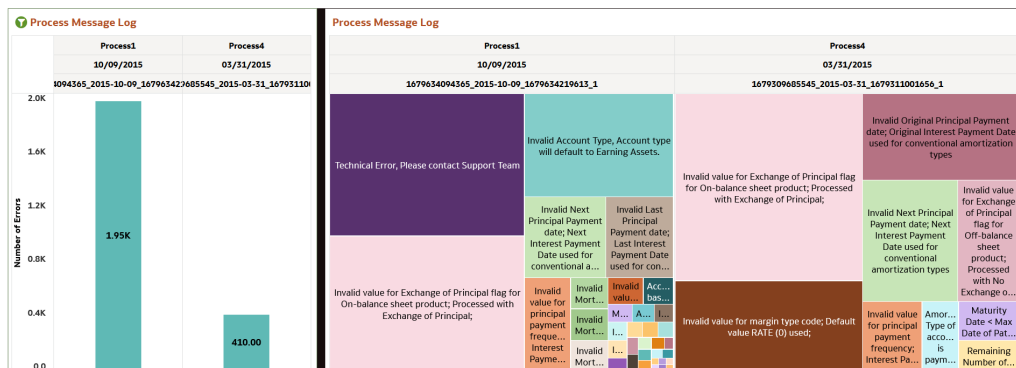 Process Message Log
Process1
Process4
10/09/2015
03/31/2015
Number of Errors
2.0K
1.6K
1.2K
0.8K
0.4K
0.0
1.95K
410.00
Process Message Log
Process1
Process4
10/09/2015
03/31/2015
1679634094365_2015-10-09_1679634219613_1
1679309685545_2015-03-31_1679311001656_1
Technical Error, Please contact Support Team
Invalid value for Exchange of Principal flag for
On-balance sheet product; Processed with
Exchange of Principal;
Invalid Account Type, Account type
will default to Earning Assets.
Invalid Next
Principal Payment
date; Next
Interest Payment
Date used for
conventional a...
Invalid Last
Principal
Payment date;
Last Interest
Payment Date
used for con...
Invalid
value for
principal
payment
freque...
Interest
Payme...
Invalid
Mort...
Invalid
Mort...
Invalid
Mort...
Invalid
valu...
Acc...
bas...
M...
A...
I...
I...
I...
Invalid value for Exchange of Principal flag
for On-balance sheet product; Processed
with Exchange of Principal;
Invalid value for margin type code; Default
value RATE (0) used;
Invalid Original Principal Payment
date; Original Interest Payment Date
used for conventional amortization
types
Invalid Next Principal
Payment date; Next
Interest Payment
Date used for
conventional
amortization types
Invalid value
for Exchange
of Principal
flag for
Off-balance
sheet
product;
Processed
with No
Exchange o...
Invalid value
for principal
payment
frequency;
Interest Pa...
Amor...
Type of
acco...
is
paym...
Maturity
Date < Max
Date of Pat...
Remaining
Number of...